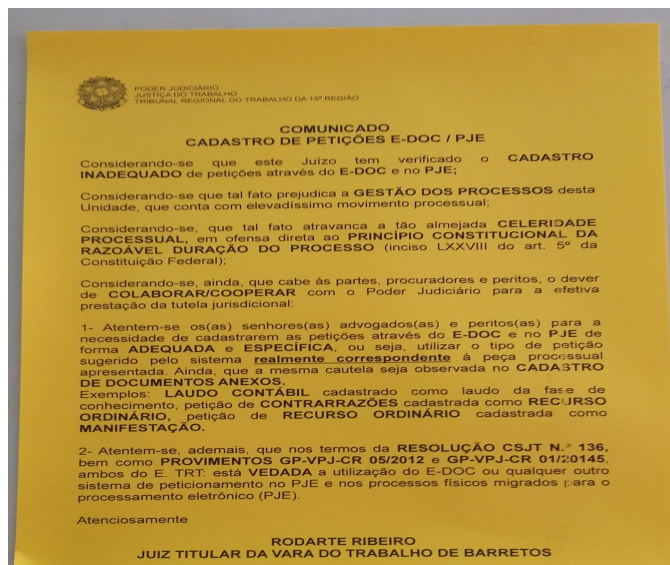 PODER JUDICIÁRIO
JUSTIÇA DO TRABALHO
TRIBUNAL REGIONAL DO TRABALHO DA 15ª REGIÃO
COMUNICADO
CADASTRO DE PETIÇÕES E-DOC / PJE
Considerando-se que este Juízo tem verificado o CADASTRO
INADEQUADO de petições através do E-DOC e no PJE;
Considerando-se que tal fato prejudica a GESTÃO DOS PROCESSOS desta
Unidade, que conta com elevadíssimo movimento processual;
Considerando-se, que tal fato atravanca a tão almejada CELERIDADE
PROCESSUAL, em ofensa direta ao PRINCÍPIO CONSTITUCIONAL DA
RAZOÁVEL DURAÇÃO DO PROCESSO (inciso LXXVIII do art. 5º da
Constituição Federal);
Considerando-se, ainda, que cabe às partes, procuradores e peritos, o dever
de COLABORAR/COOPERAR com o Poder Judiciário para a efetiva
prestação da tutela jurisdicional:
1- Atentem-se os(as) senhores(as) advogados(as) e peritos(as) para a
necessidade de cadastrarem as petições através do E-DOC e no PJE de
forma ADEQUADA e ESPECÍFICA, ou seja, utilizar o tipo de petição
sugerido pelo sistema realmente correspondente à peça processual
apresentada. Ainda, que a mesma cautela seja observada no CADASTRO
DE DOCUMENTOS ANEXOS.
Exemplos: LAUDO CONTÁBIL cadastrado como laudo da fase de
conhecimento, petição de CONTRARRAZÕES cadastrada como RECURSO
ORDINÁRIO, petição de RECURSO ORDINÁRIO cadastrada como
MANIFESTAÇÃO.
2- Atentem-se, ademais, que nos termos da RESOLUÇÃO CSJT N.º 136,
bem como PROVIMENTOS GP-VPJ-CR 05/2012 e GP-VPJ-CR 01/20145,
ambos do E. TRT: está VEDADA a utilização do E-DOC ou qualquer outro
sistema de peticionamento no PJE e nos processos físicos migrados para o
processamento eletrônico (PJE).
Atenciosamente
RODARTE RIBEIRO
JUIZ TITULAR DA VARA DO TRABALHO DE BARRETOS